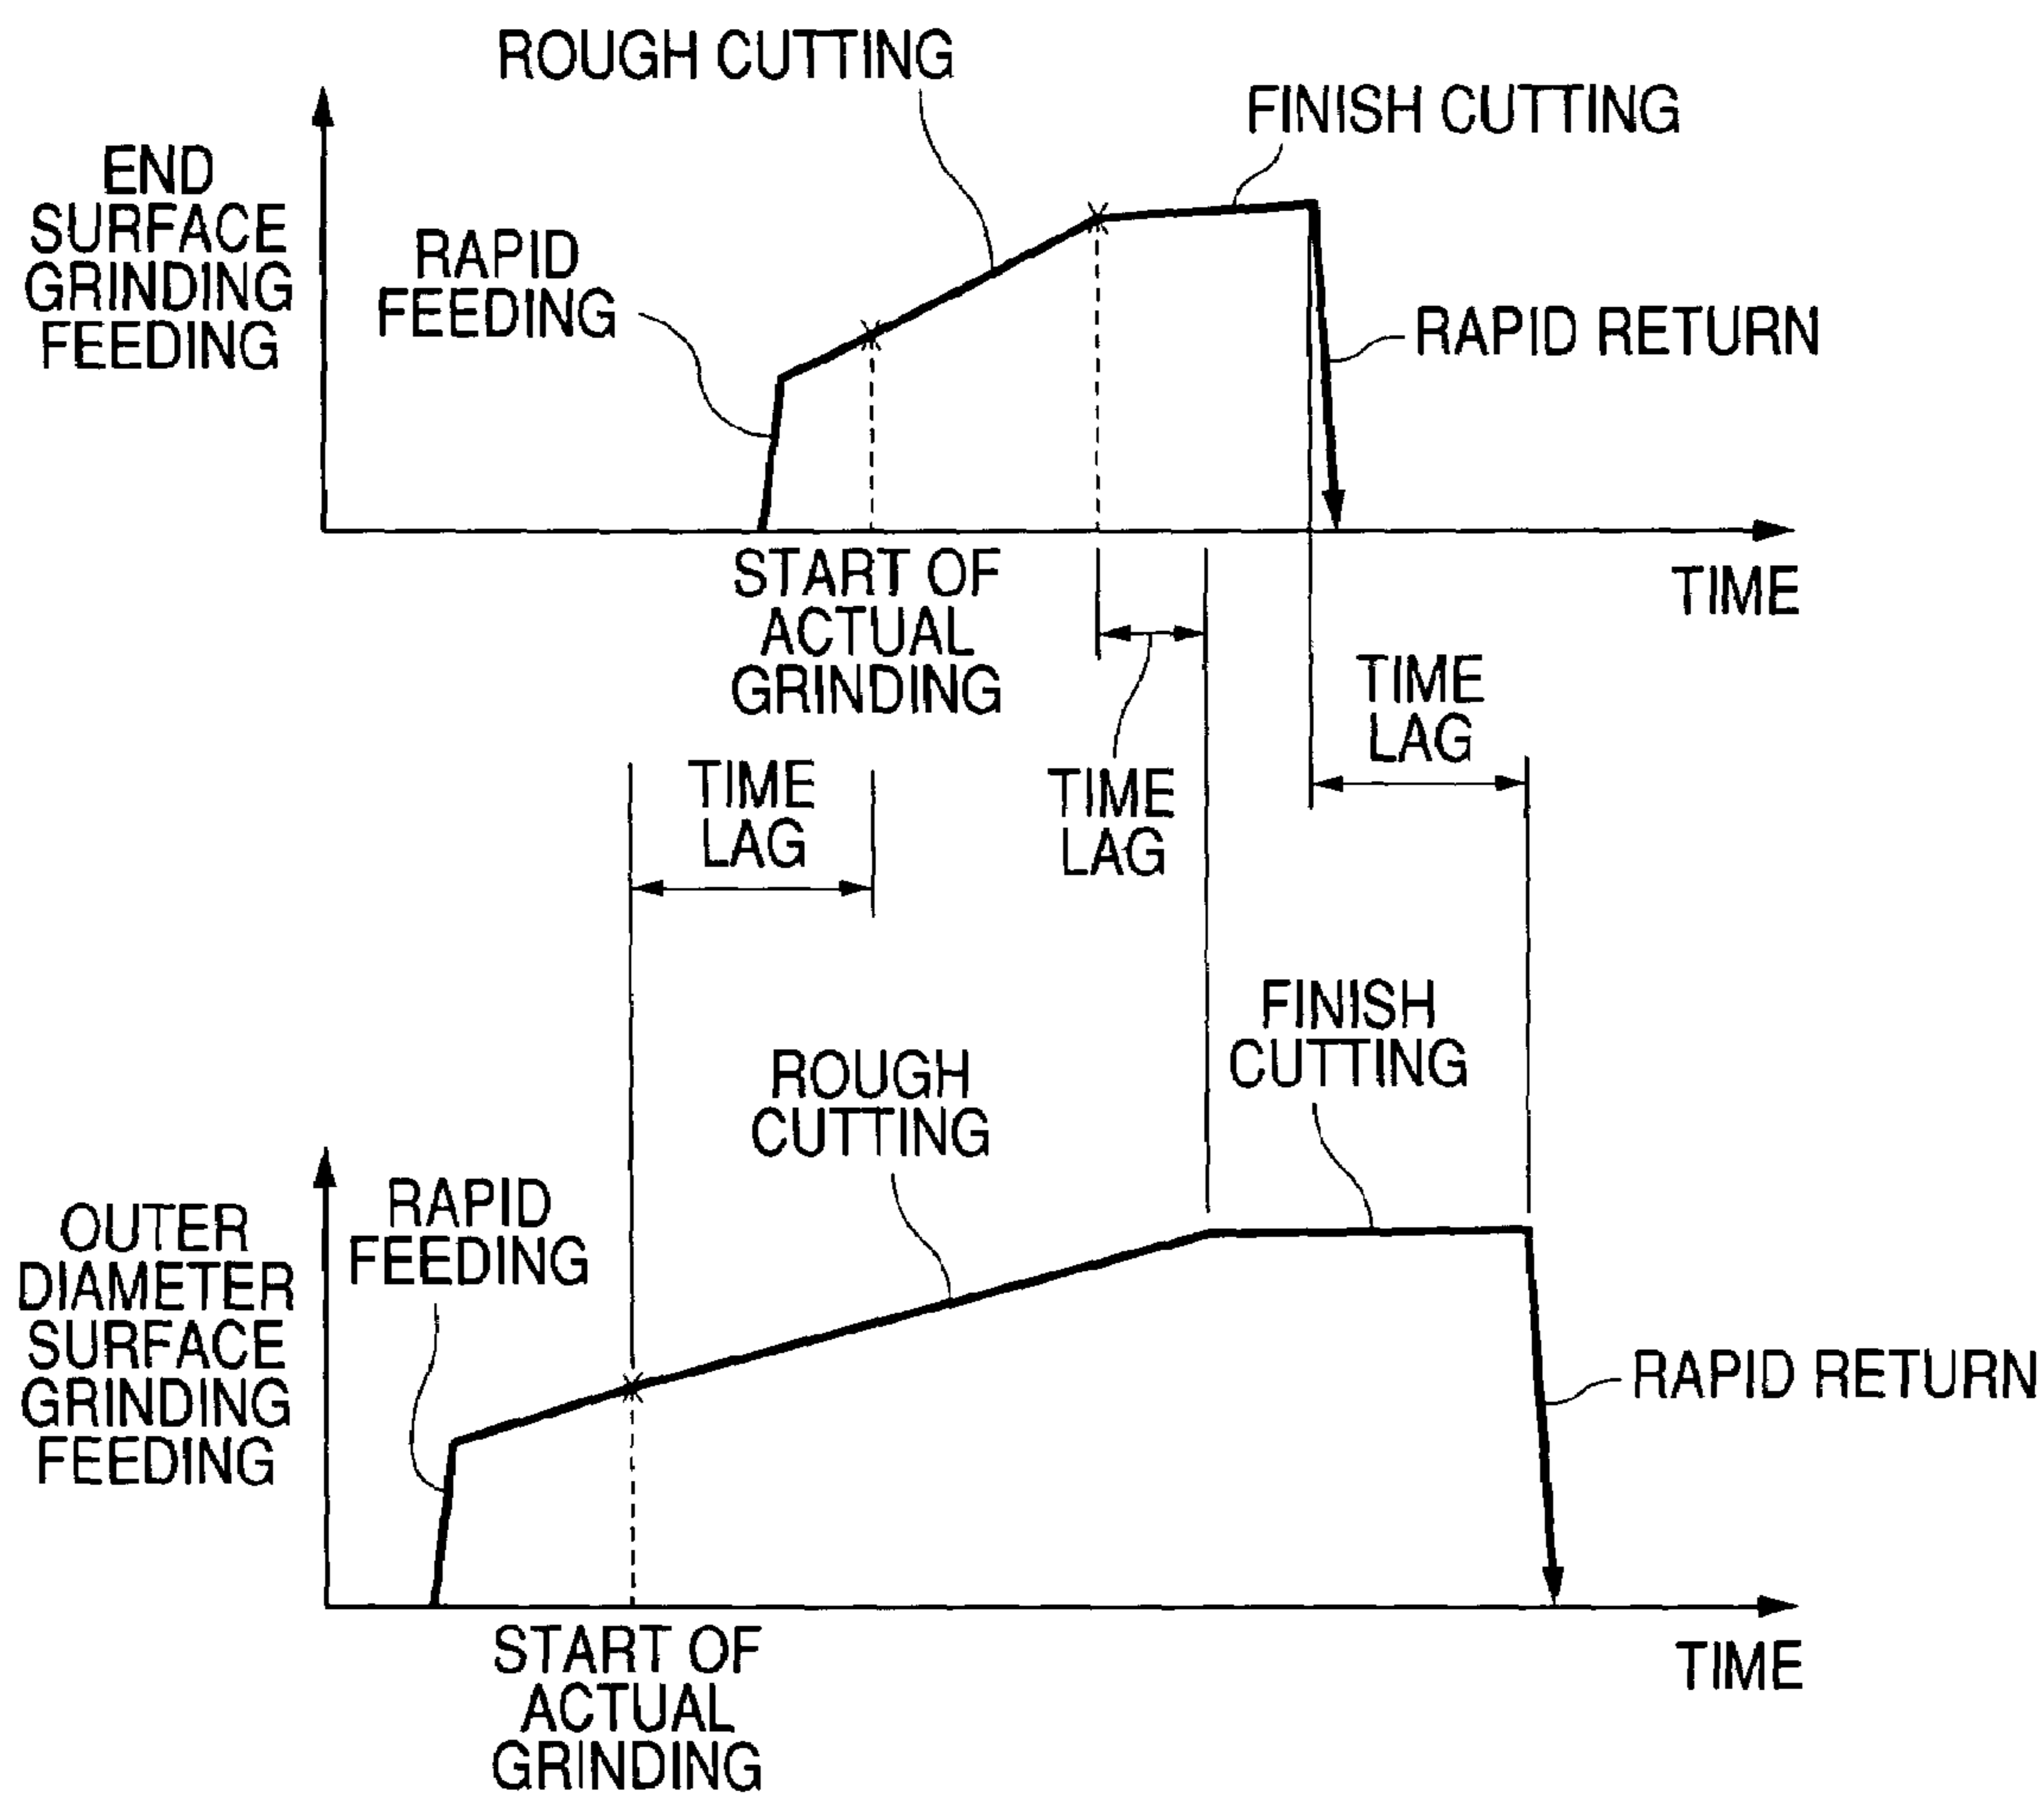 ROUGH CUTTING
FINISH CUTTING
END
SURFACE
GRINDING
FEEDING
RAPID
FEEDING
RAPID RETURN
START OF
ACTUAL
GRINDING
TIME
TIME
LAG
TIME
LAG
TIME
LAG
FINISH
CUTTING
ROUGH
CUTTING
RAPID
FEEDING
OUTER
DIAMETER
SURFACE
GRINDING
FEEDING
RAPID RETURN
START OF
ACTUAL
GRINDING
TIME